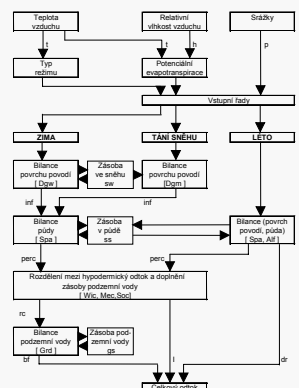 Teplota
vzduchu
Relativní
vlhkost vzduchu
Srážky
t
t
h
p
Typ
režimu
Potenciální
evapotranspirace
Vstupní řady
ZIMA
TÁNÍ SNĚHU
LÉTO
Bilance
povrchu povodí
[ Dgw ]
Zásoba
ve sněhu
sw
Bilance
povrchu povodí
[ Dgm ]
inf
inf
Bilance
půdy
[ Spa ]
Zásoba
v půdě
ss
Bilance (povrch
povodí, půda)
[ Spa, Alf ]
perc
perc
Rozdělení mezi hypodermický odtok a doplnění
zásoby podzemní vody
[ Wic, Mec,Soc]
rc
Bilance
podzemní vody
[ Grd ]
Zásoba pod-
zemní vody
gs
bf
I
dr
Celkový odtok